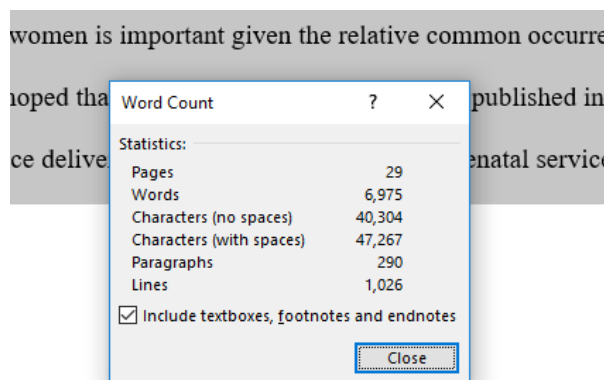 women is important given the relative common
hoped tha
published in
ce delive
enatal service
Word Count ?
Statistics:
Pages 29
Words 6,975
Characters (no spaces) 40,304
Characters (with spaces) 47,267
Paragraphs 290
Lines 1,026
Include textboxes, footnotes and endnotes
Close